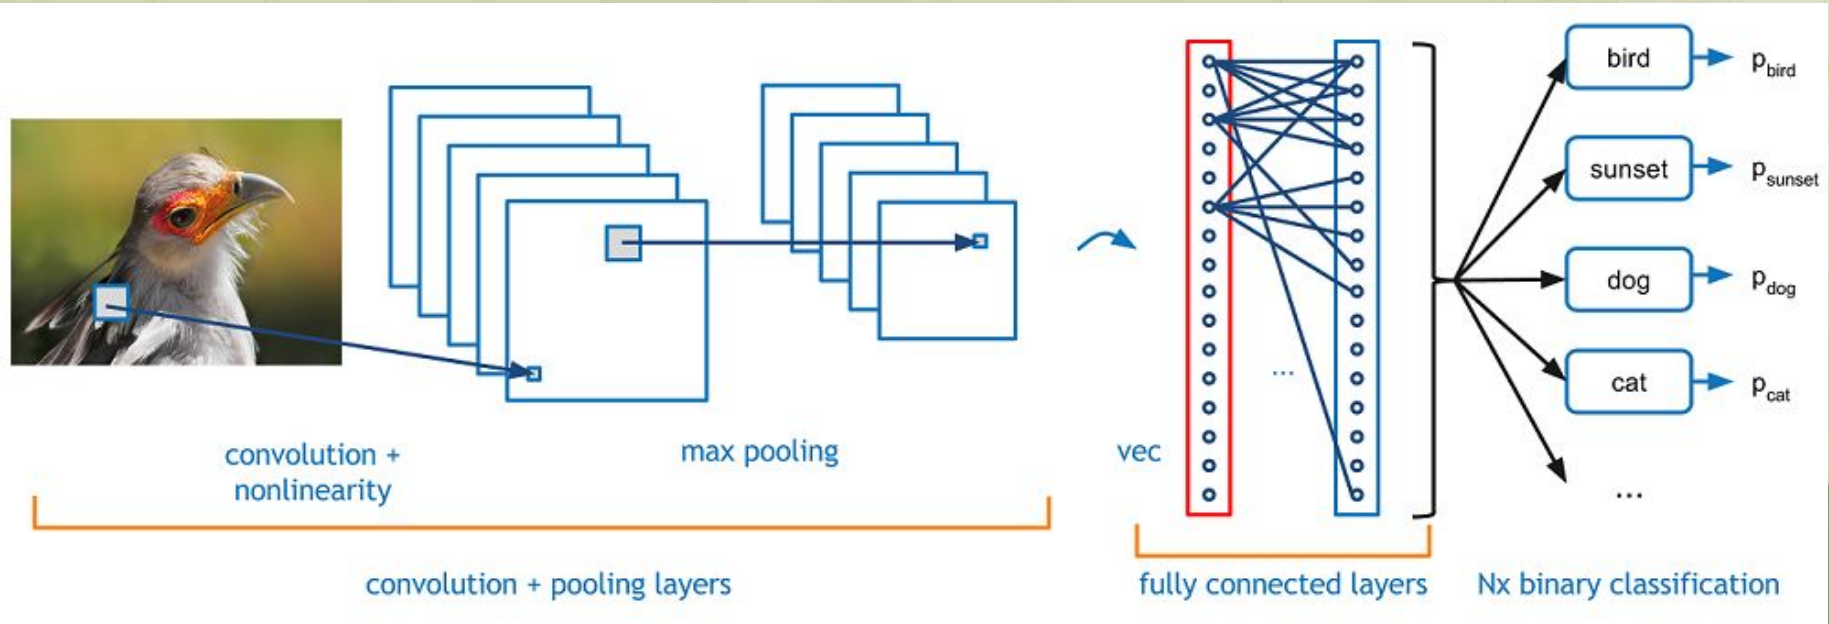 convolution +
nonlinearity
max pooling
convolution + pooling layers
vec
...
fully connected layers
bird
p_bird
sunset
p_sunset
dog
p_dog
cat
p_cat
...
Nx binary classification